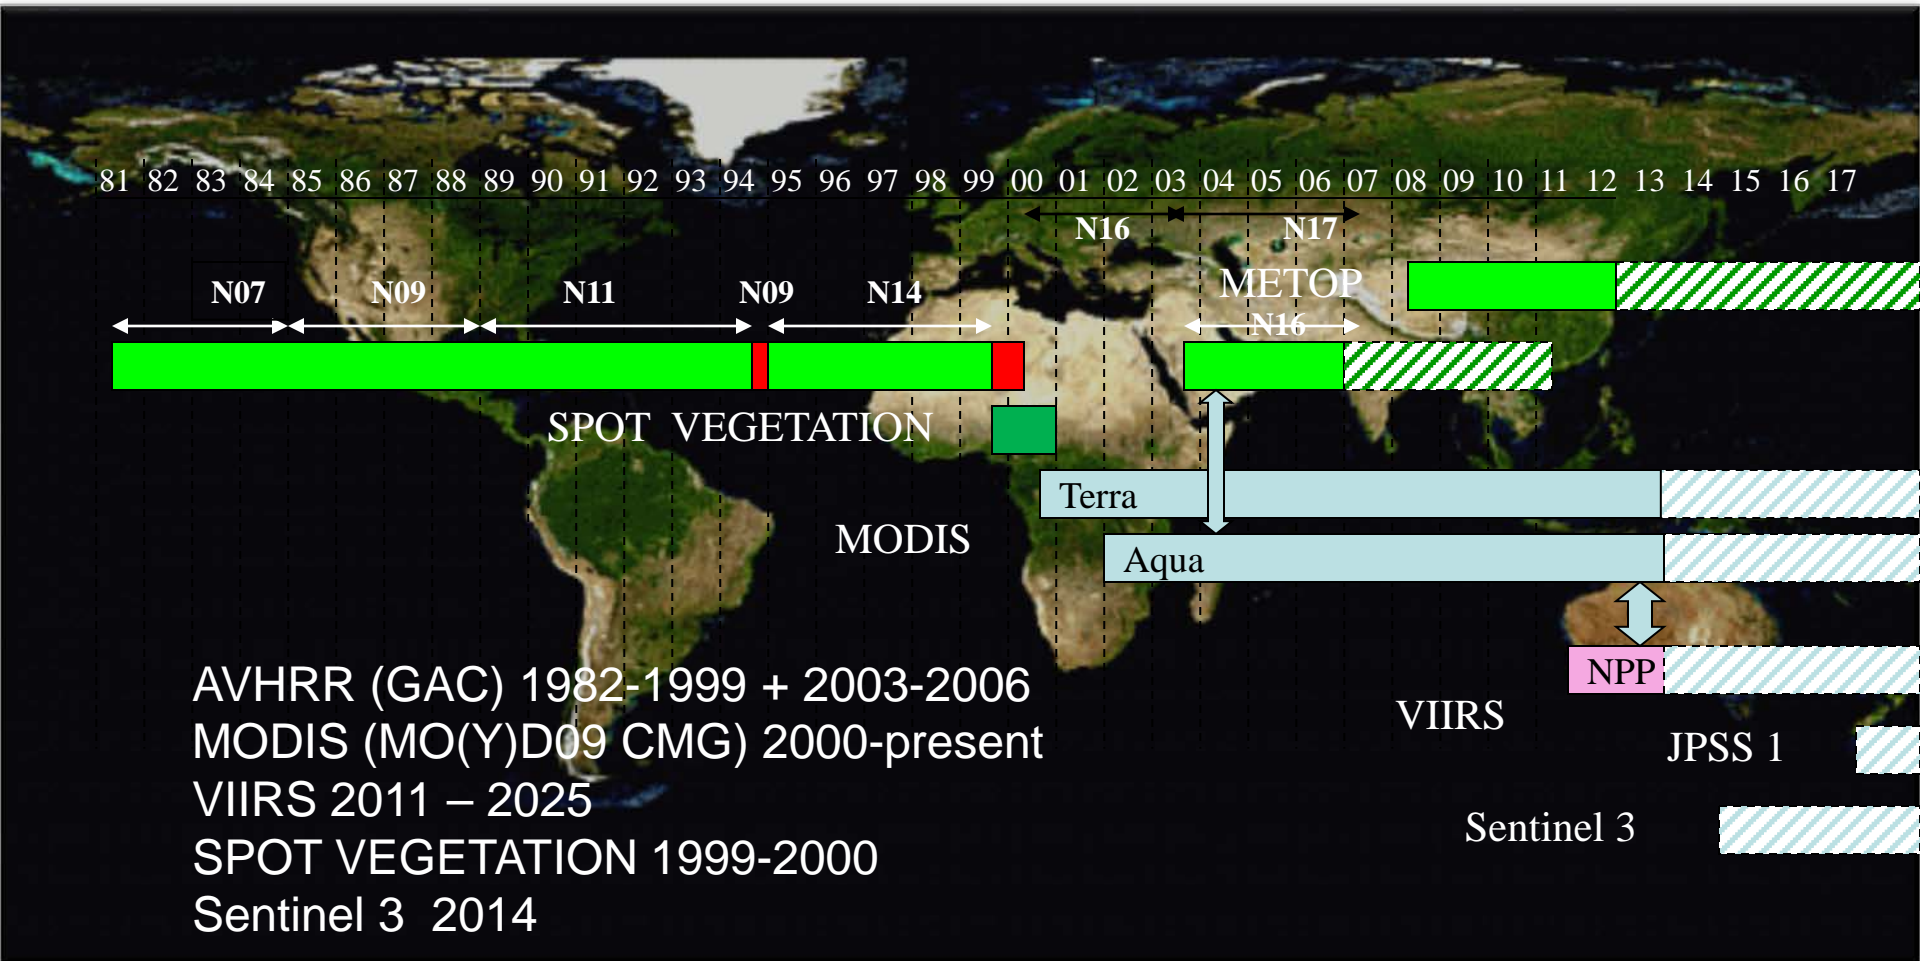 81 82 83 84 85 86 87 88 89 90 91 92 93 94 95 96 97 98 99 00 01 02 03 04 05 06 07 08 09 10 11 12 13 14 15 16 17
N16 N17
METOP
N07 N09 N11 N09 N14
N16
SPOT VEGETATION
Terra
MODIS
Aqua
NPP
VIIRS
JPSS 1
Sentinel 3
AVHRR (GAC) 1982-1999 + 2003-2006
MODIS (MO(Y)D09 CMG) 2000-present
VIIRS 2011 – 2025
SPOT VEGETATION 1999-2000
Sentinel 3 2014